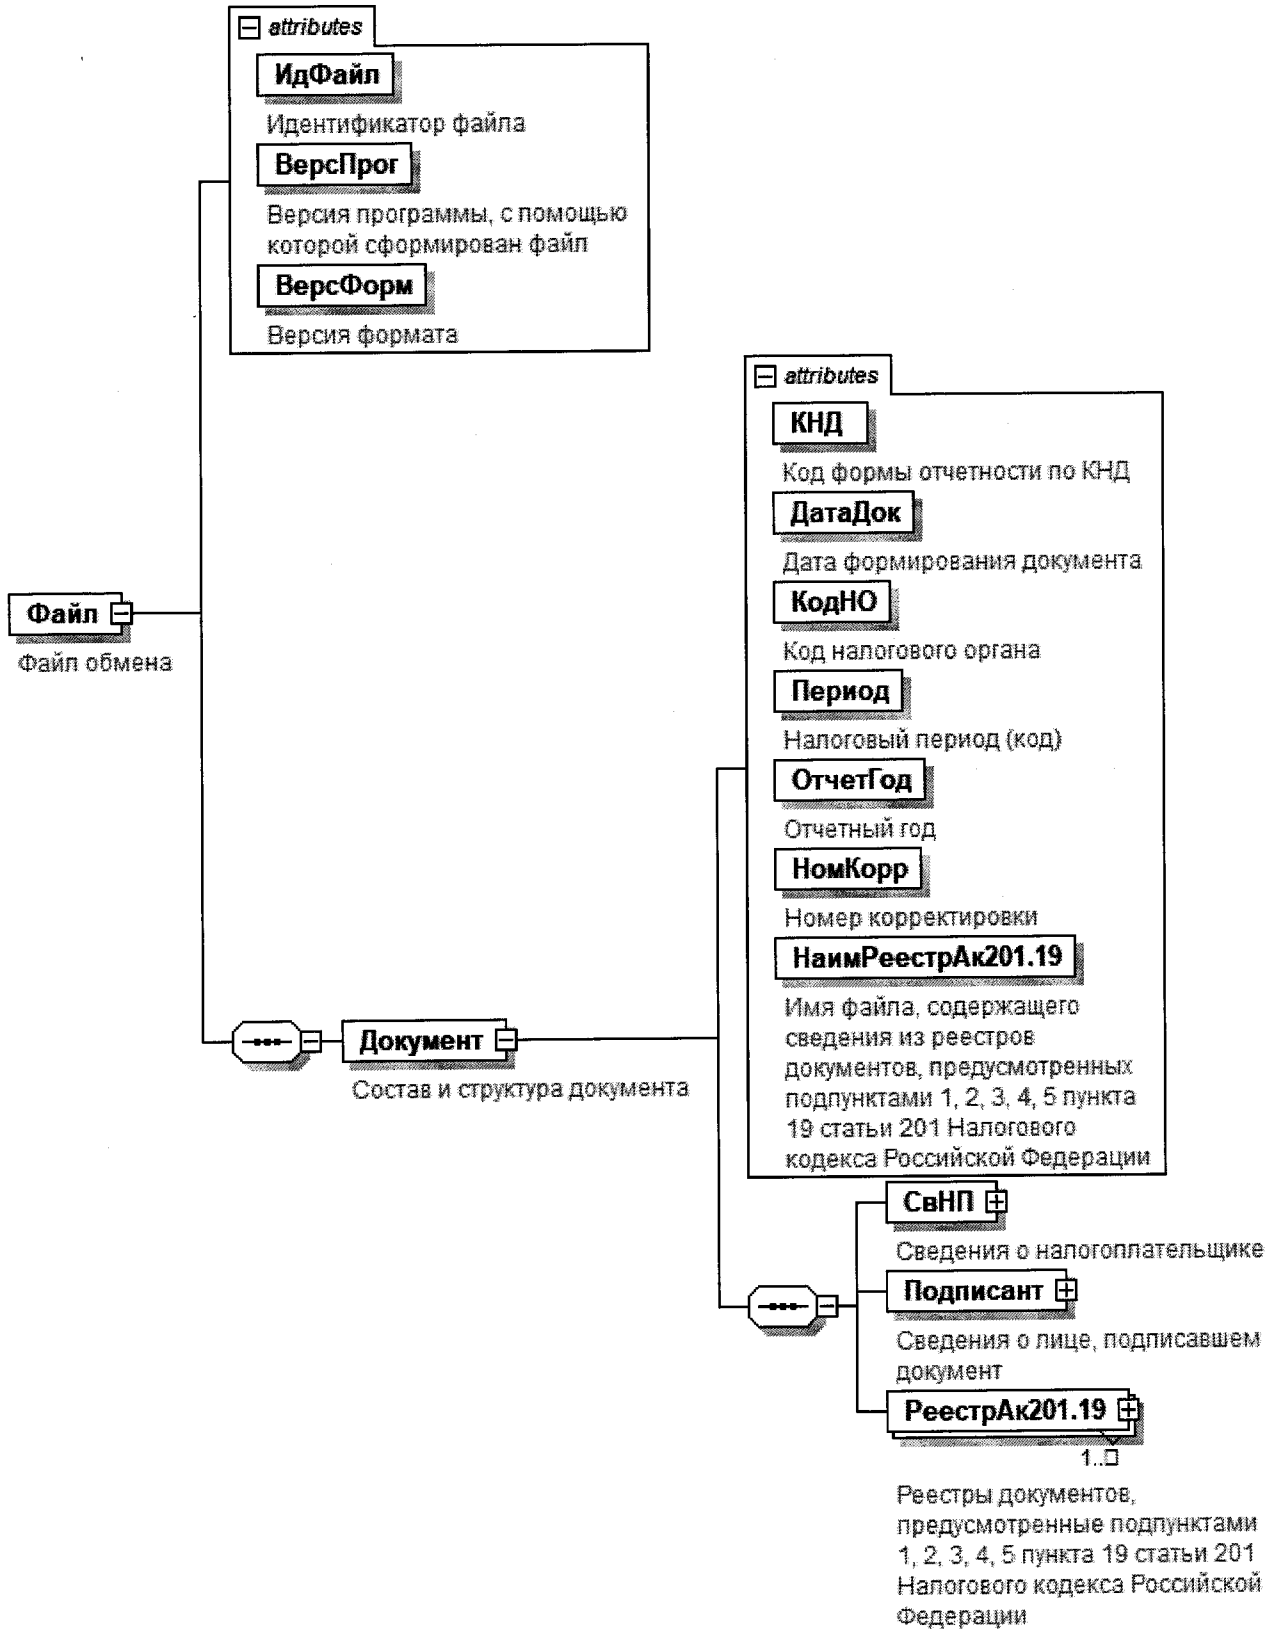 attributes
ИдФайл
Идентификатор файла
ВерсПрог
Версия программы, с помощью
которой сформирован файл
ВерсФорм
Версия формата
Файл
Файл обмена
Документ
Состав и структура документа
attributes
КНД
Код формы отчетности по КНД
ДатаДок
Дата формирования документа
КодНО
Код налогового органа
Период
Налоговый период (код)
ОтчетГод
Отчетный год
НомКорр
Номер корректировки
НаимРеестрАк201.19
Имя файла, содержащего
сведения из реестров
документов, предусмотренных
подпунктами 1, 2, 3, 4, 5 пункта
19 статьи 201 Налогового
кодекса Российской Федерации
СвНП
Сведения о налогоплательщике
Подписант
Сведения о лице, подписавшем
документ
РеестрАк201.19
1..□
Реестры документов,
предусмотренные подпунктами
1, 2, 3, 4, 5 пункта 19 статьи 201
Налогового кодекса Российской
Федерации